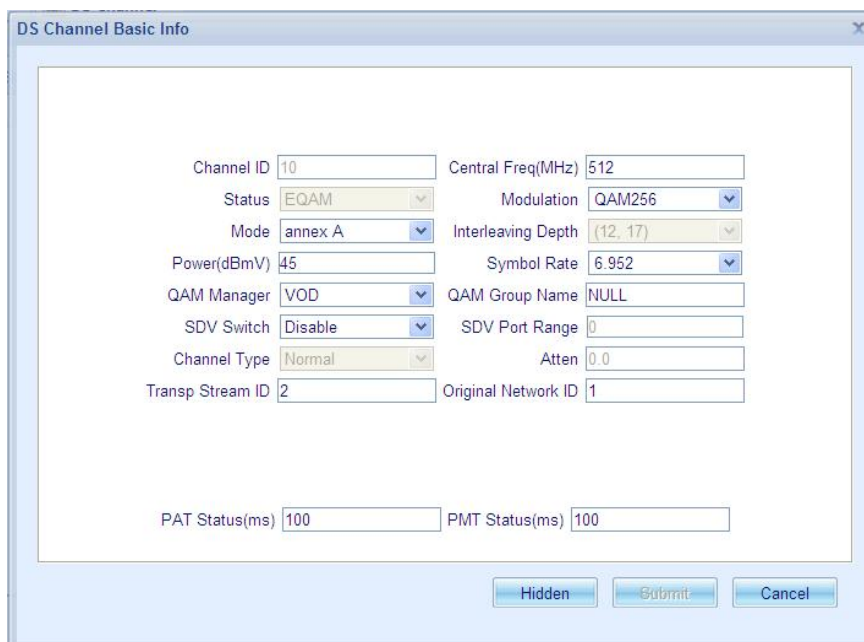 DS Channel Basic Info
Channel ID 10 Central Freq(MHz) 512
Status EQAM Modulation QAM256
Mode annex A Interleaving Depth (12, 17)
Power(dBmV) 45 Symbol Rate 6.952
QAM Manager VOD QAM Group Name NULL
SDV Switch Disable SDV Port Range 0
Channel Type Normal Atten 0.0
Transp Stream ID 2 Original Network ID 1
PAT Status(ms) 100 PMT Status(ms) 100
Hidden Submit Cancel